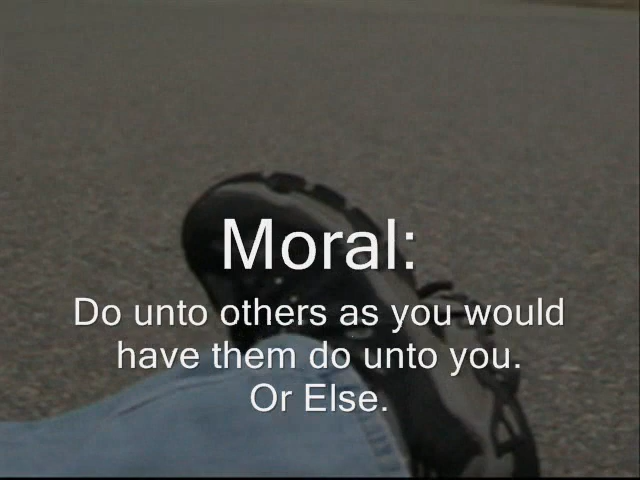 Moral:
Do unto others as you would
have them do unto you.
Or Else.